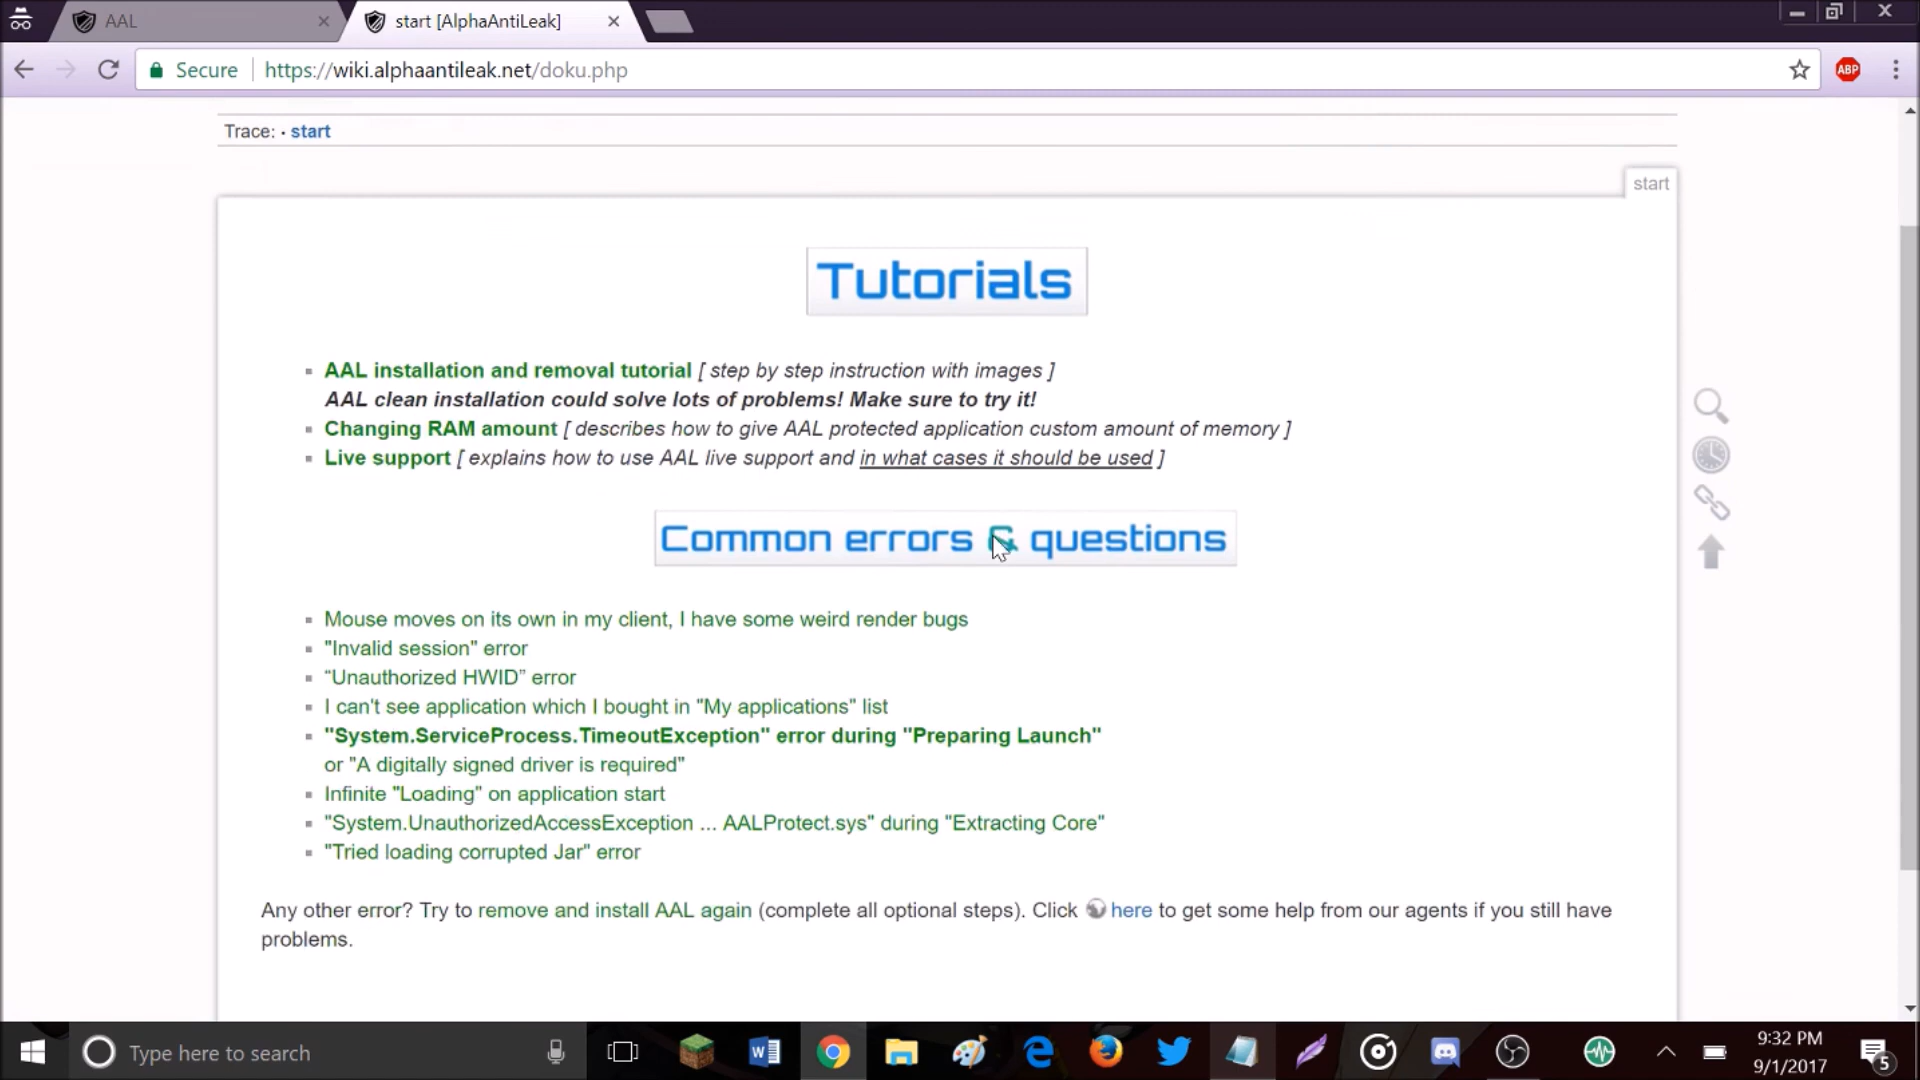 AAL
start [AlphaAntiLeak]
Secure
https://wiki.alphaantileak.net/doku.php
ABP
Trace: · start
start
Tutorials
AAL installation and removal tutorial [ step by step instruction with images ]
AAL clean installation could solve lots of problems! Make sure to try it!
Changing RAM amount [ describes how to give AAL protected application custom amount of memory ]
Live support [ explains how to use AAL live support and in what cases it should be used ]
Common errors & questions
Mouse moves on its own in my client, I have some weird render bugs
"Invalid session" error
“Unauthorized HWID” error
I can't see application which I bought in "My applications" list
"System.ServiceProcess.TimeoutException" error during "Preparing Launch"
or "A digitally signed driver is required"
Infinite "Loading" on application start
"System.UnauthorizedAccessException ... AALProtect.sys" during "Extracting Core"
"Tried loading corrupted Jar" error
Any other error? Try to remove and install AAL again (complete all optional steps). Click here to get some help from our agents if you still have
problems.
Type here to search
9:32 PM
9/1/2017
5